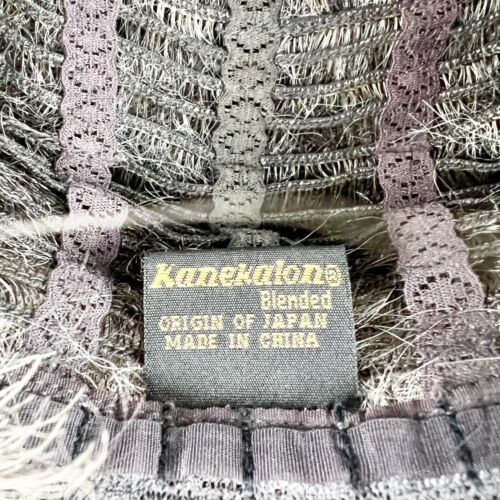 Kanekalon®
Blended
ORIGIN OF JAPAN
MADE IN CHINA